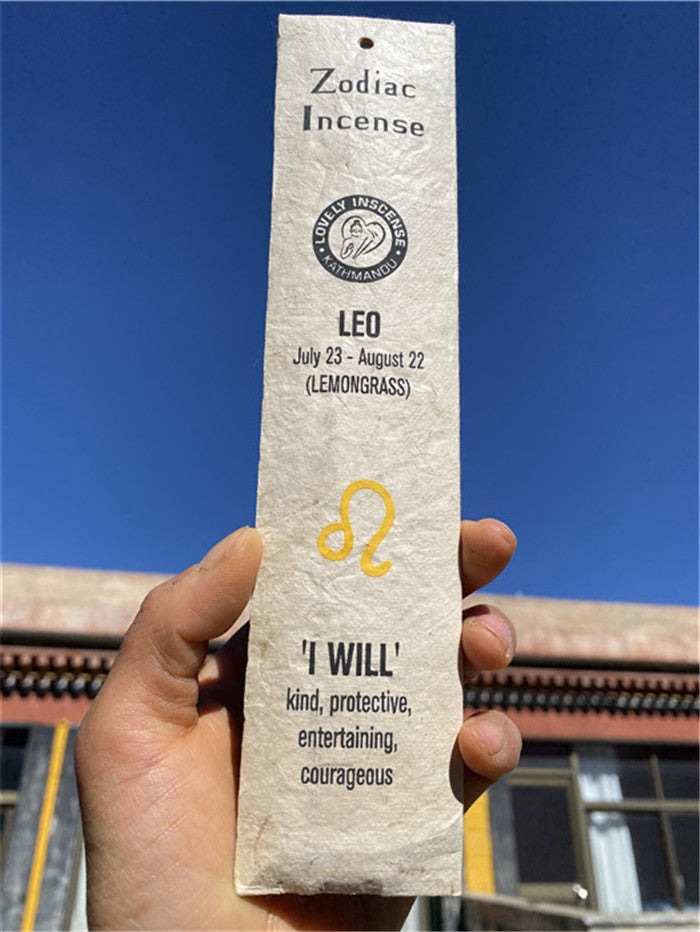 Zodiac
Incense
LOVELY INSCENSE
KATHMANDU
LEO
July 23 - August 22
(LEMONGRASS)
'I WILL'
kind, protective,
entertaining,
courageous